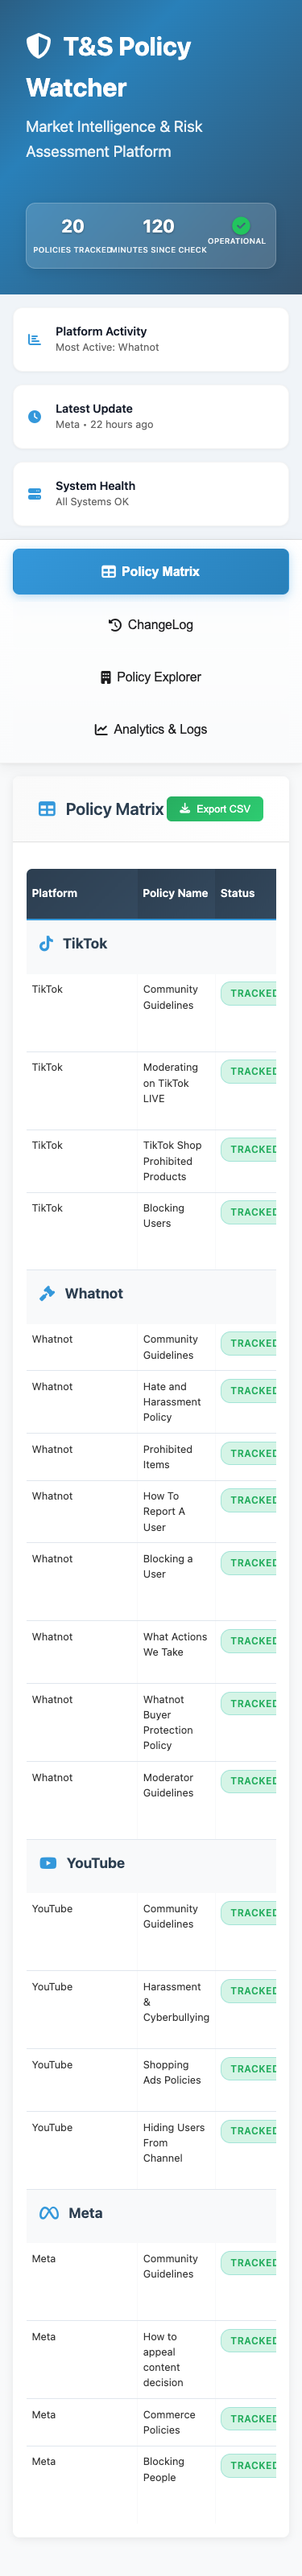 T&S Policy
Watcher
Market Intelligence & Risk
Assessment Platform
20
POLICIES TRACKED
120
MINUTES SINCE CHECK
OPERATIONAL
Platform Activity
Most Active: Whatnot
Latest Update
Meta • 22 hours ago
System Health
All Systems OK
Policy Matrix
ChangeLog
Policy Explorer
Analytics & Logs
Policy Matrix
Export CSV
Platform Policy Name Status
TikTok
TikTok Community TRACKED
Guidelines
TikTok Moderating TRACKED
on TikTok
LIVE
TikTok TikTok Shop TRACKED
Prohibited
Products
TikTok Blocking TRACKED
Users
Whatnot
Whatnot Community TRACKED
Guidelines
Whatnot Hate and TRACKED
Harassment
Policy
Whatnot Prohibited TRACKED
Items
Whatnot How To TRACKED
Report A
User
Whatnot Blocking a TRACKED
User
Whatnot What Actions TRACKED
We Take
Whatnot Whatnot TRACKED
Buyer
Protection
Policy
Whatnot Moderator TRACKED
Guidelines
YouTube
YouTube Community TRACKED
Guidelines
YouTube Harassment TRACKED
&
Cyberbullying
YouTube Shopping TRACKED
Ads Policies
YouTube Hiding Users TRACKED
From
Channel
Meta
Meta Community TRACKED
Guidelines
Meta How to TRACKED
appeal
content
decision
Meta Commerce TRACKED
Policies
Meta Blocking TRACKED
People